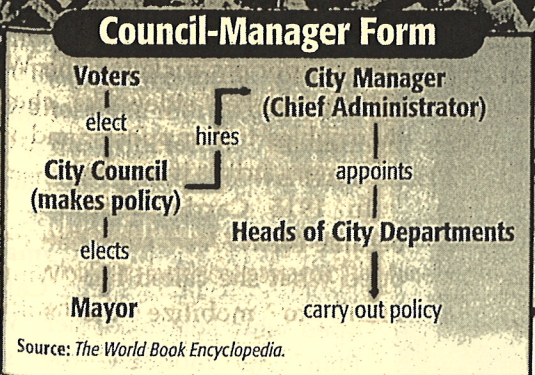 Council-Manager Form
Voters
elect
City Council
(makes policy)
elects
Mayor
hires
City Manager
(Chief Administrator)
appoints
Heads of City Departments
carry out policy
Source: The World Book Encyclopedia.